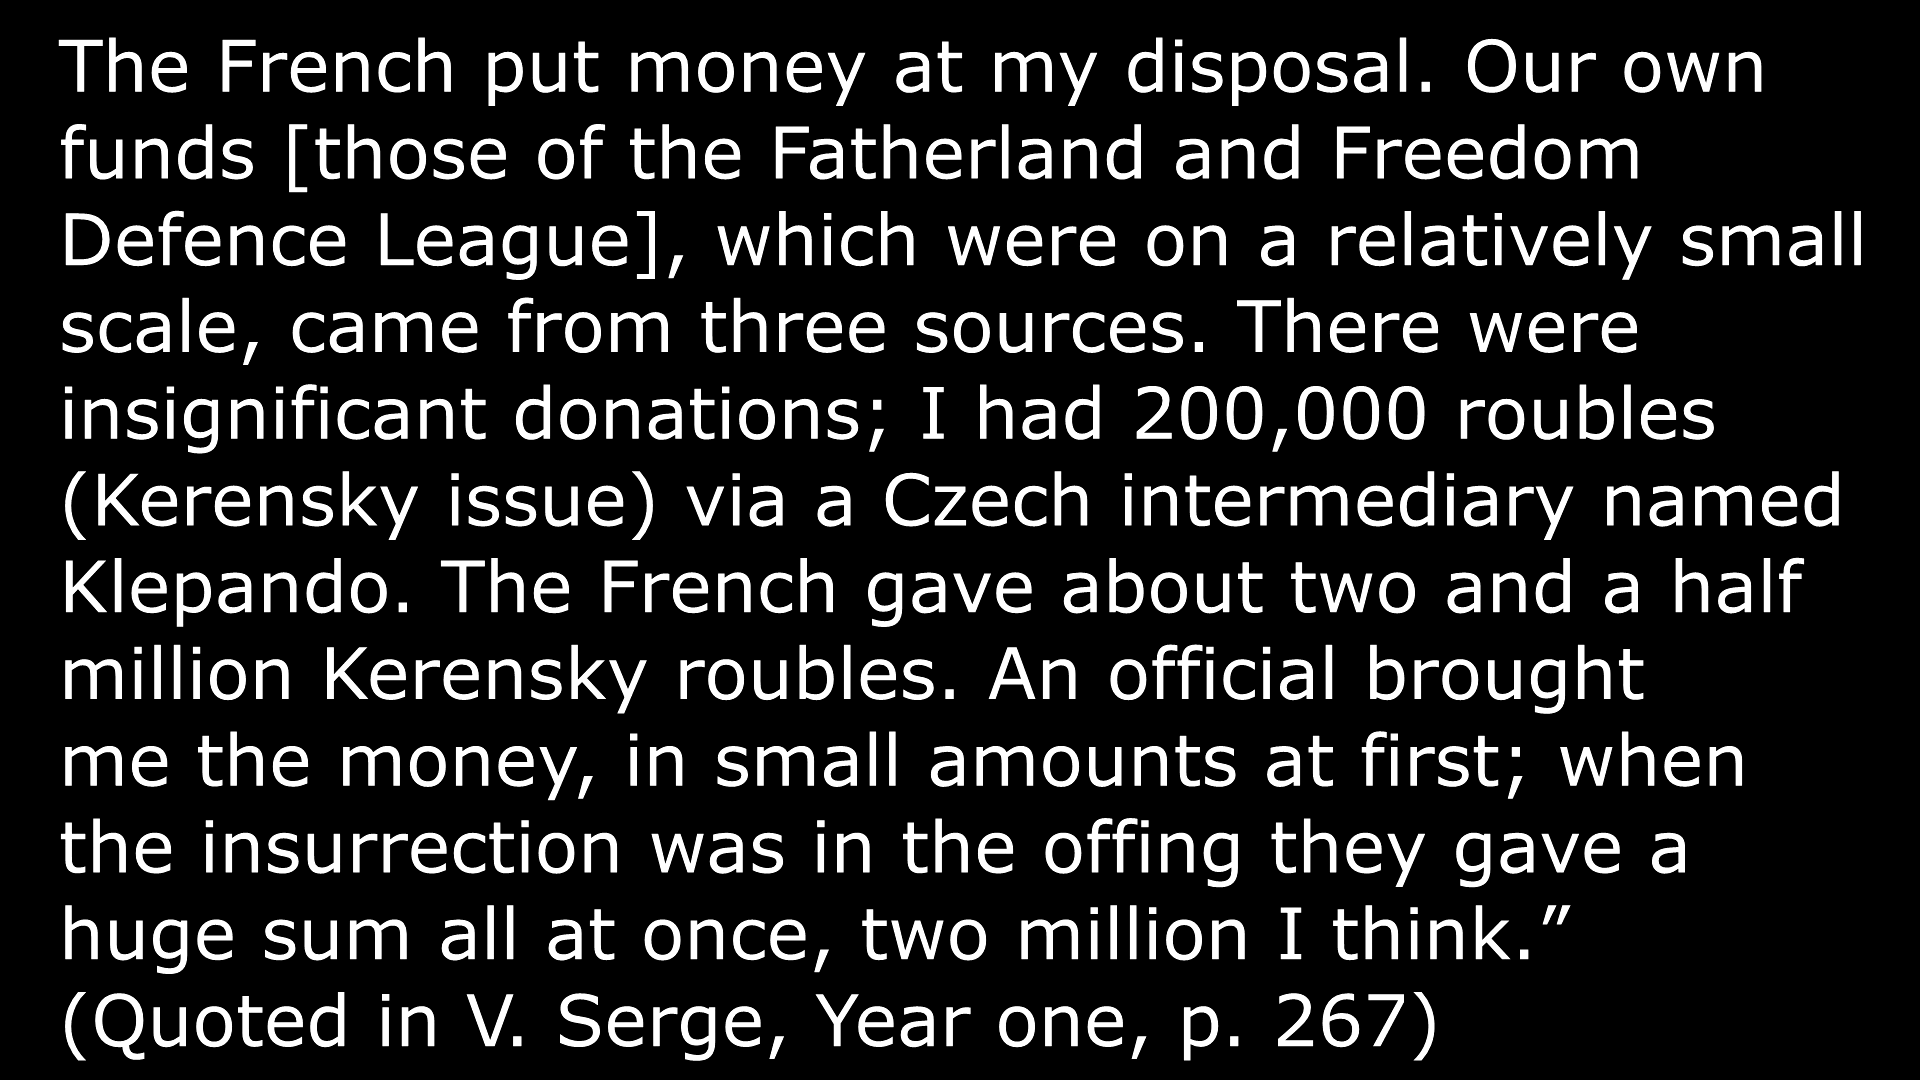 The French put money at my disposal. Our own
funds [those of the Fatherland and Freedom
Defence League], which were on a relatively small
scale, came from three sources. There were
insignificant donations; I had 200,000 roubles
(Kerensky issue) via a Czech intermediary named
Klepando. The French gave about two and a half
million Kerensky roubles. An official brought
me the money, in small amounts at first; when
the insurrection was in the offing they gave a
huge sum all at once, two million I think.”
(Quoted in V. Serge, Year one, p. 267)